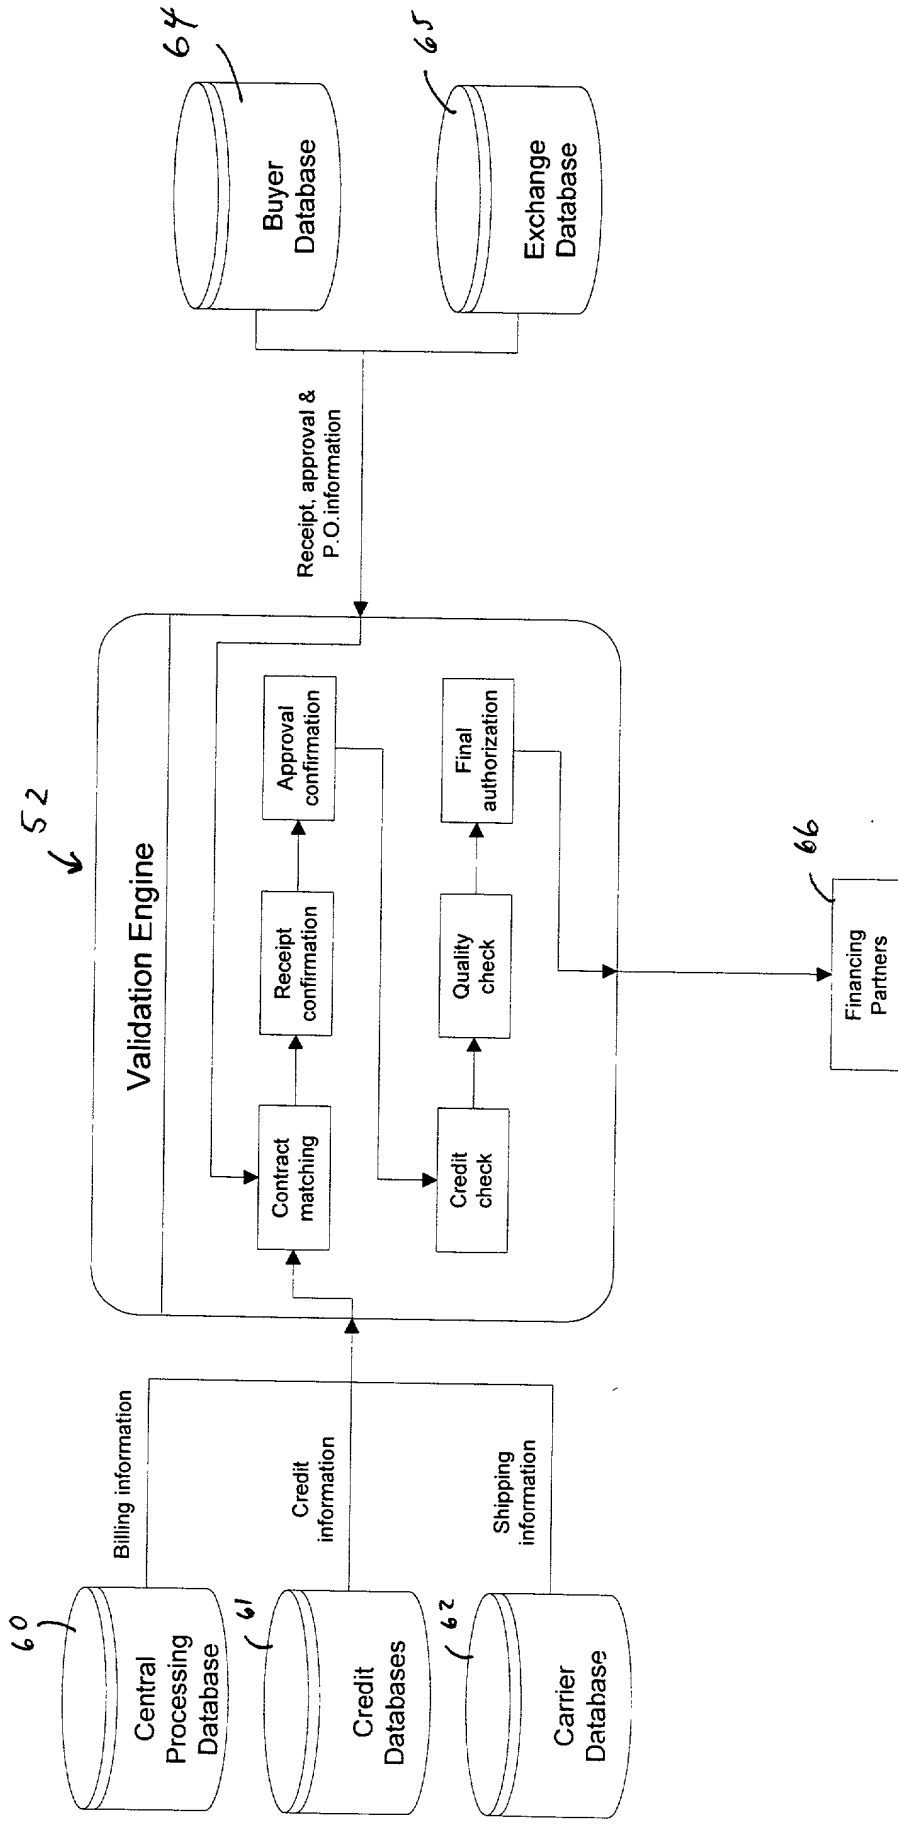 52
Validation Engine
60
Central
Processing
Database
Billing information
61
Credit
Databases
Credit
information
62
Carrier
Database
Shipping
information
Contract
matching
Receipt
confirmation
Approval
confirmation
Credit
check
Quality
check
Final
authorization
Receipt, approval &
P.O.information
64
Buyer
Database
65
Exchange
Database
66
Financing
Partners